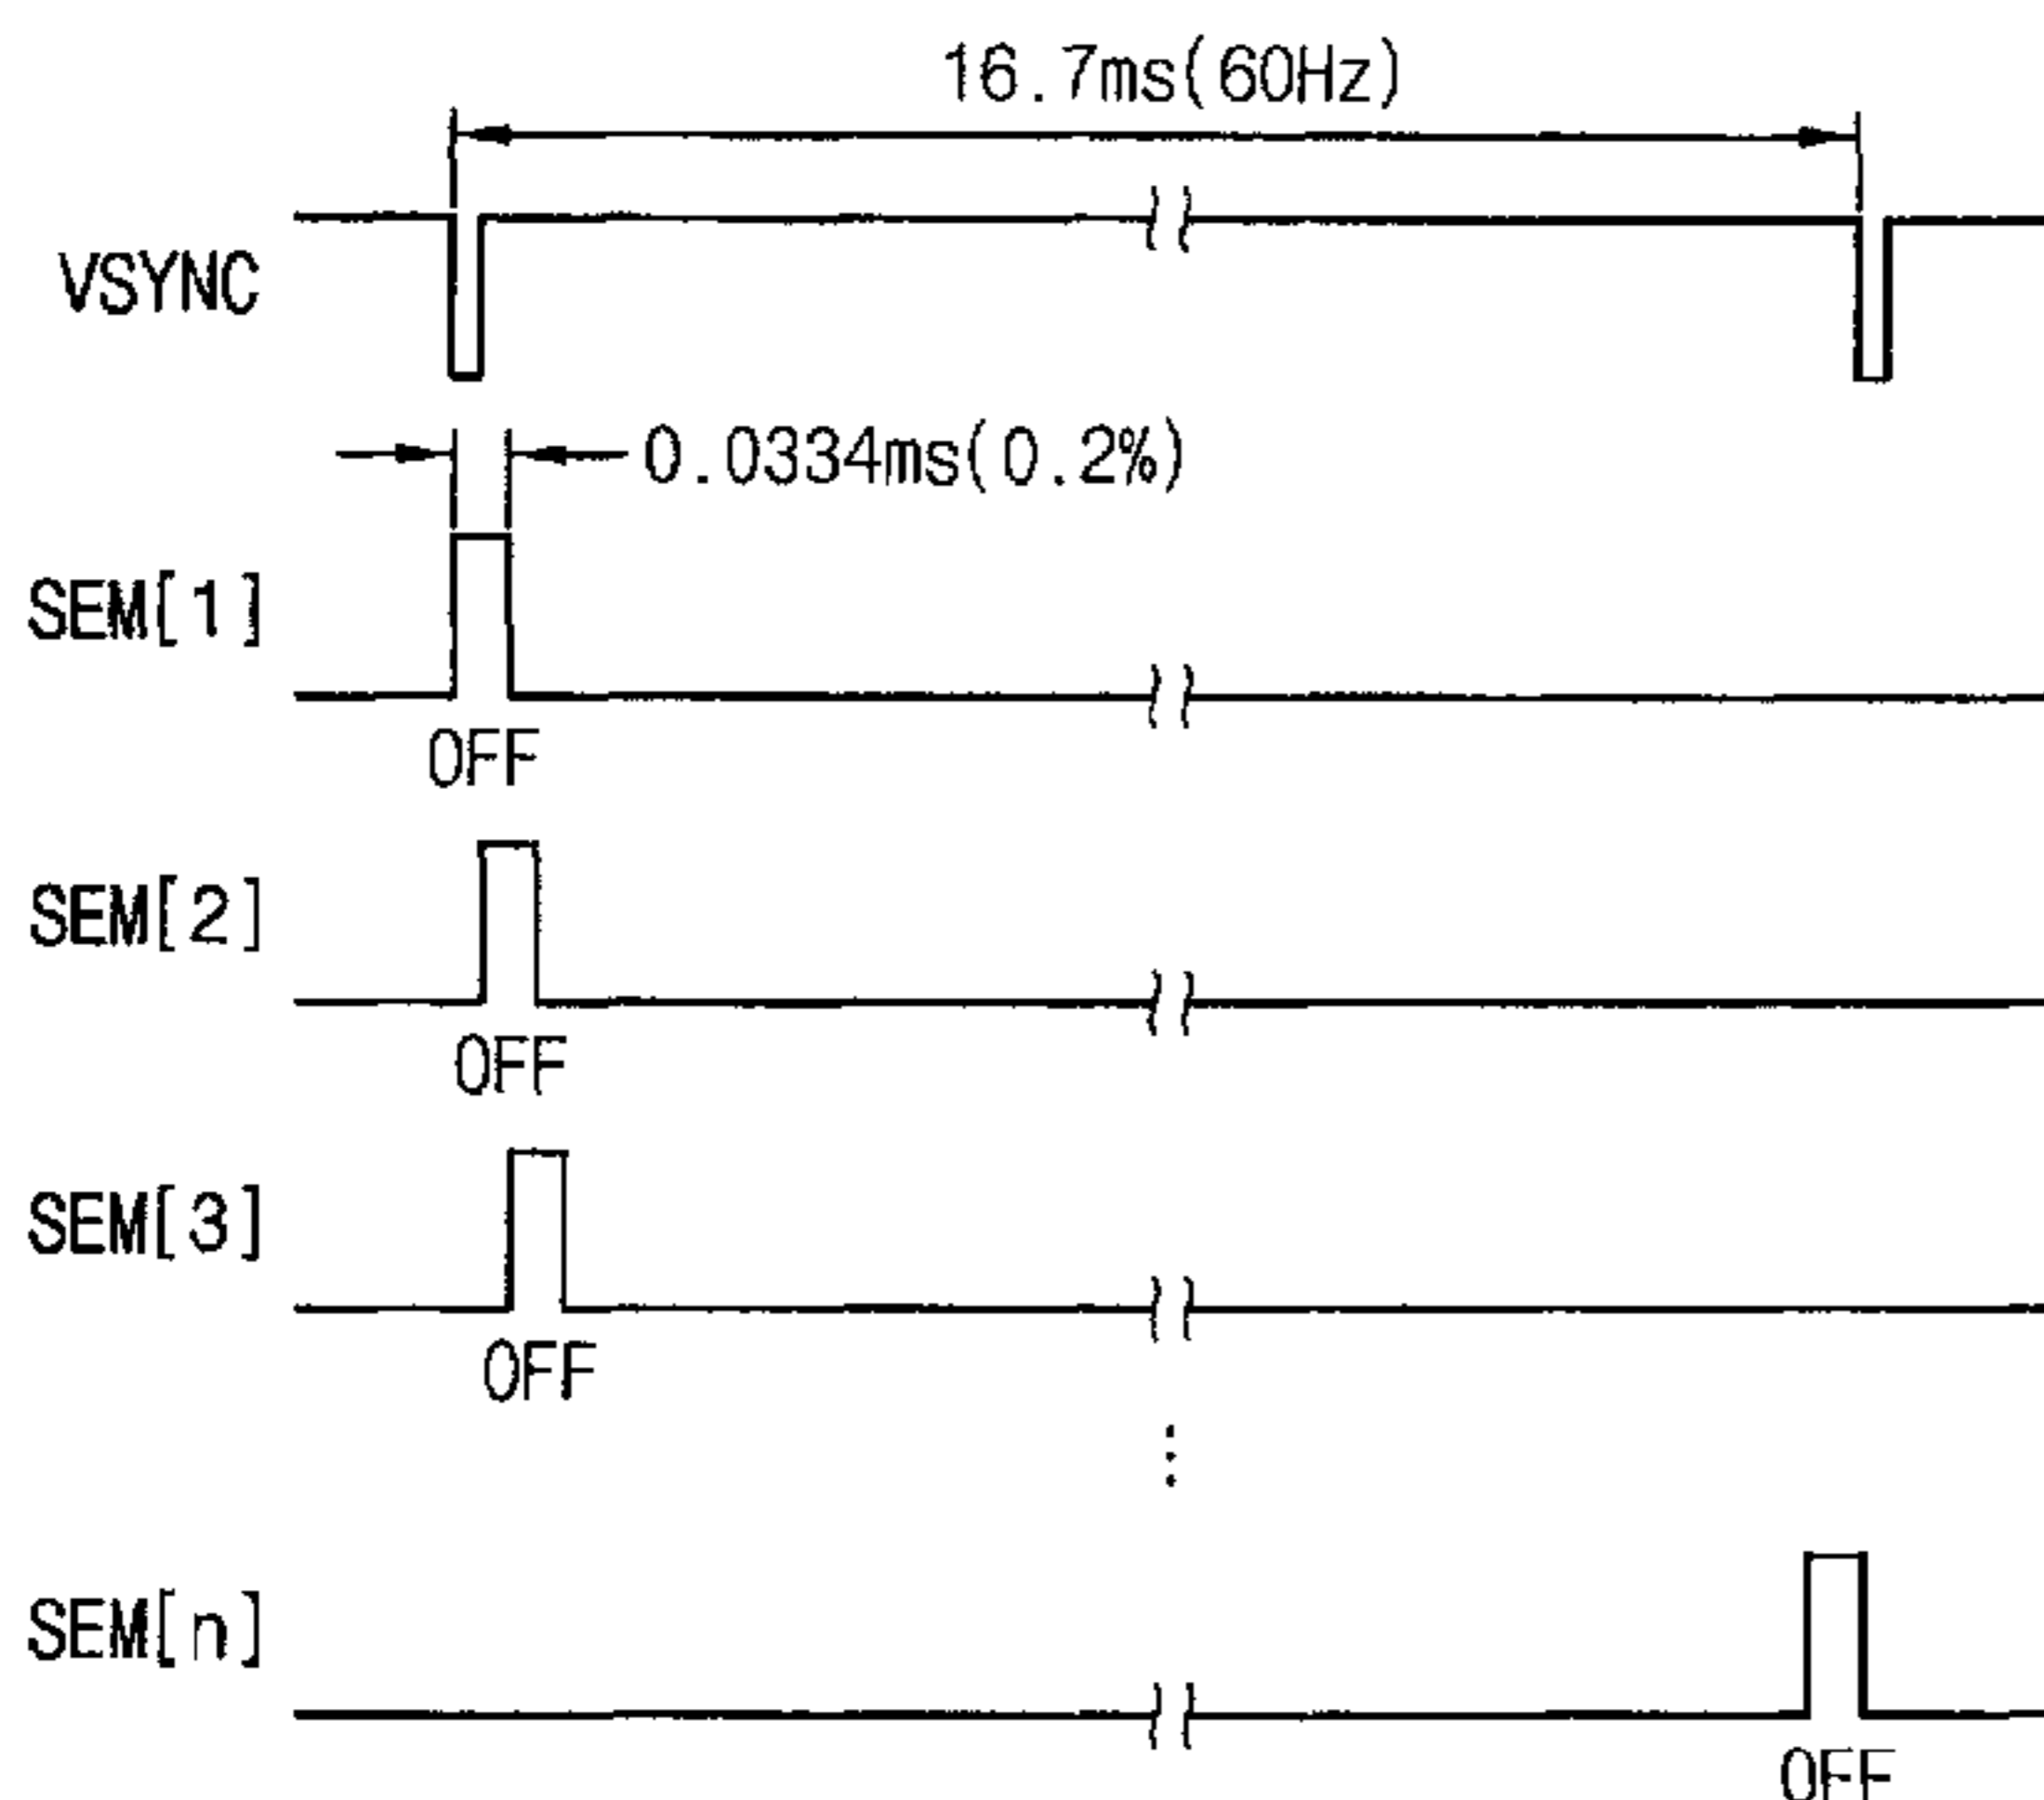 16.7ms(60Hz)
VSYNC
0.0334ms(0.2%)
SEM[1]
OFF
SEM[2]
OFF
SEM[3]
OFF
SEM[n]
OFF